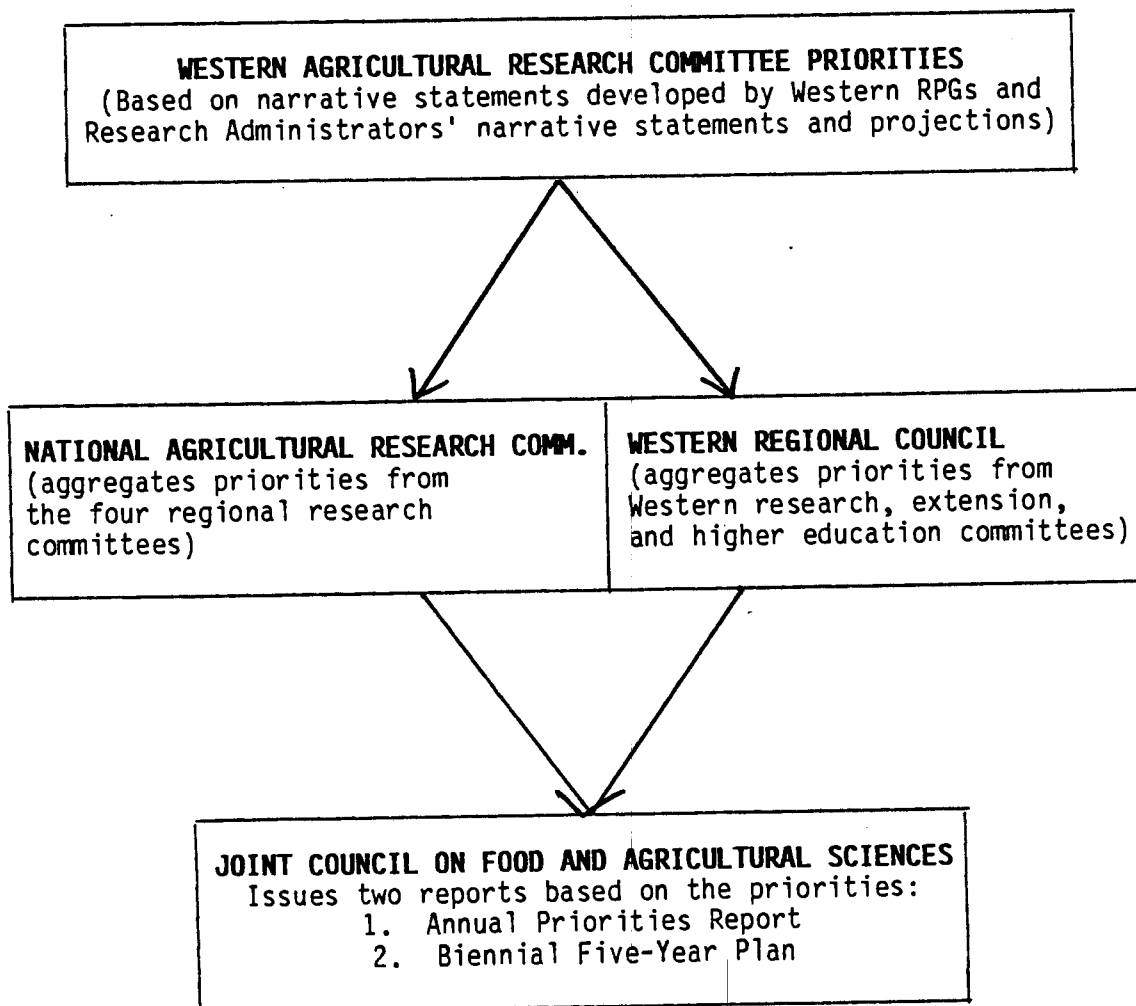 WESTERN AGRICULTURAL RESEARCH COMMITTEE PRIORITIES
(Based on narrative statements developed by Western RPGs and
Research Administrators' narrative statements and projections)
NATIONAL AGRICULTURAL RESEARCH COMM.
(aggregates priorities from
the four regional research
committees)
WESTERN REGIONAL COUNCIL
(aggregates priorities from
Western research, extension,
and higher education committees)
JOINT COUNCIL ON FOOD AND AGRICULTURAL SCIENCES
Issues two reports based on the priorities:
1. Annual Priorities Report
2. Biennial Five-Year Plan